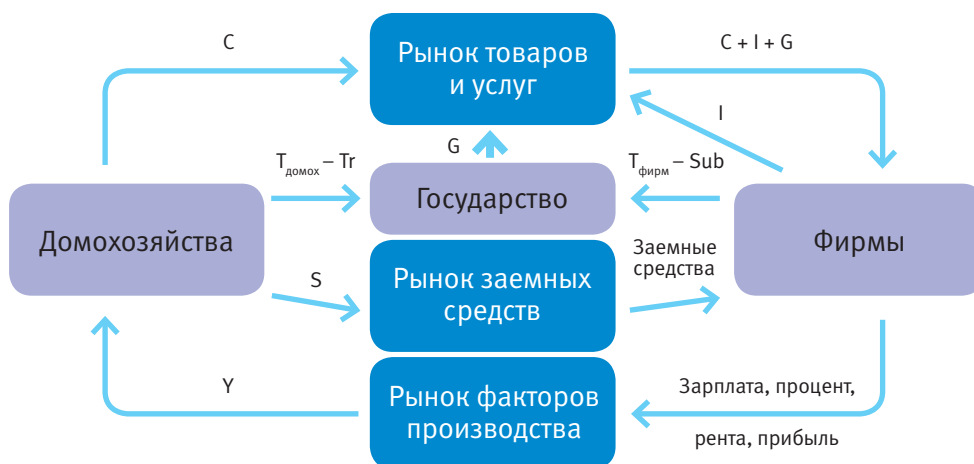 C
Рынок товаров
и услуг
C + I + G
I
G
Tдомох – Tr
Tфирм – Sub
Государство
Домохозяйства
Фирмы
Заемные
средства
S
Рынок заемных
средств
Y
Рынок факторов
производства
Зарплата, процент,
рента, прибыль